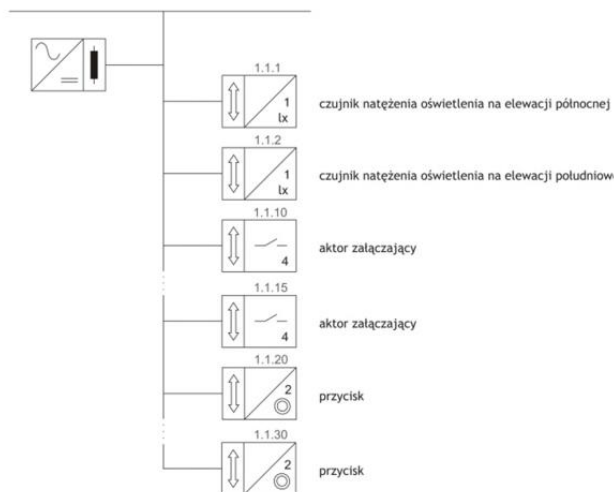 1.1.1
1
lx
czujnik natężenia oświetlenia na elewacji północnej
1.1.2
1
lx
czujnik natężenia oświetlenia na elewacji południow
1.1.10
4
aktor załączający
1.1.15
4
aktor załączający
1.1.20
2
przycisk
1.1.30
2
przycisk